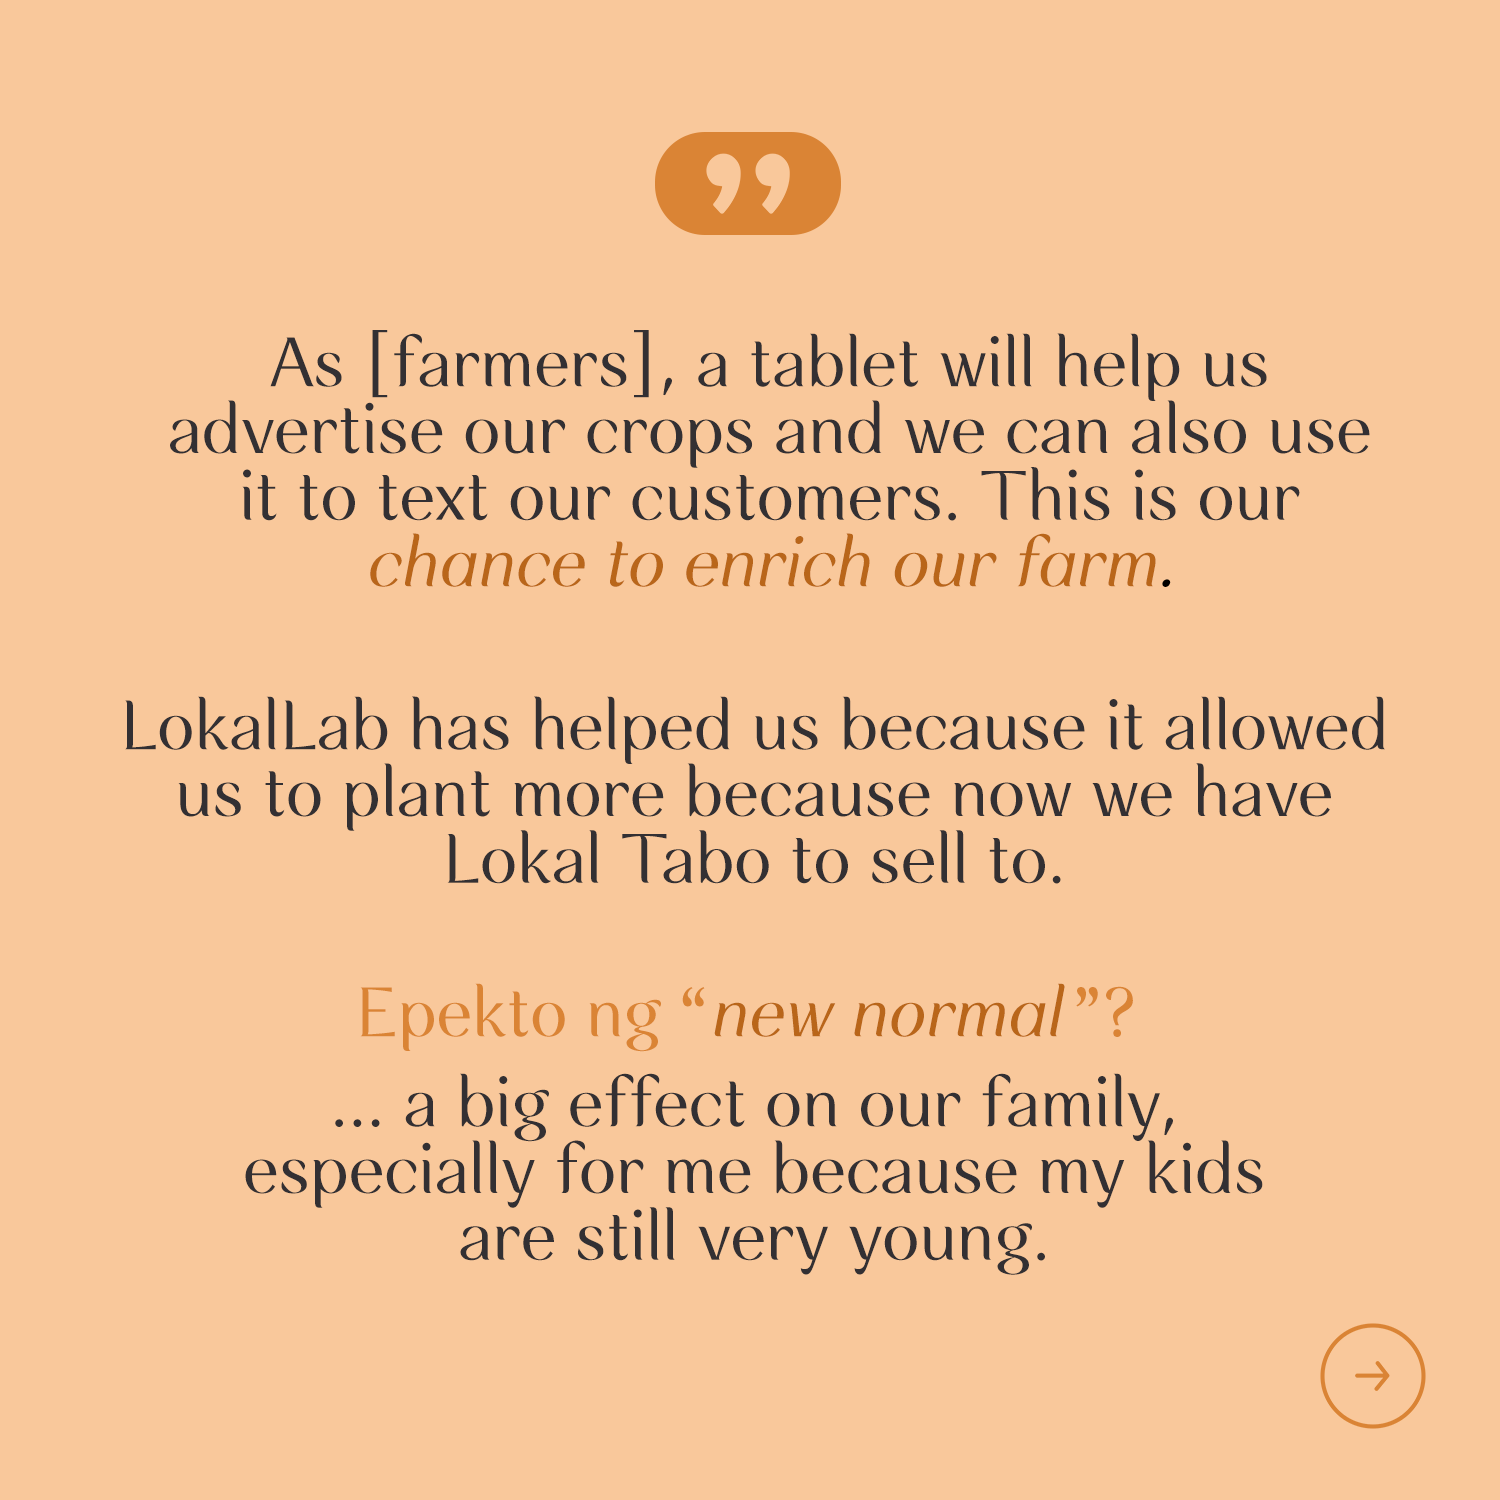 ”
As [farmers], a tablet will help us
advertise our crops and we can also use
it to text our customers. This is our
chance to enrich our farm.
LokalLab has helped us because it allowed
us to plant more because now we have
Lokal Tabo to sell to.
Epekto ng “new normal”?
... a big effect on our family,
especially for me because my kids
are still very young.